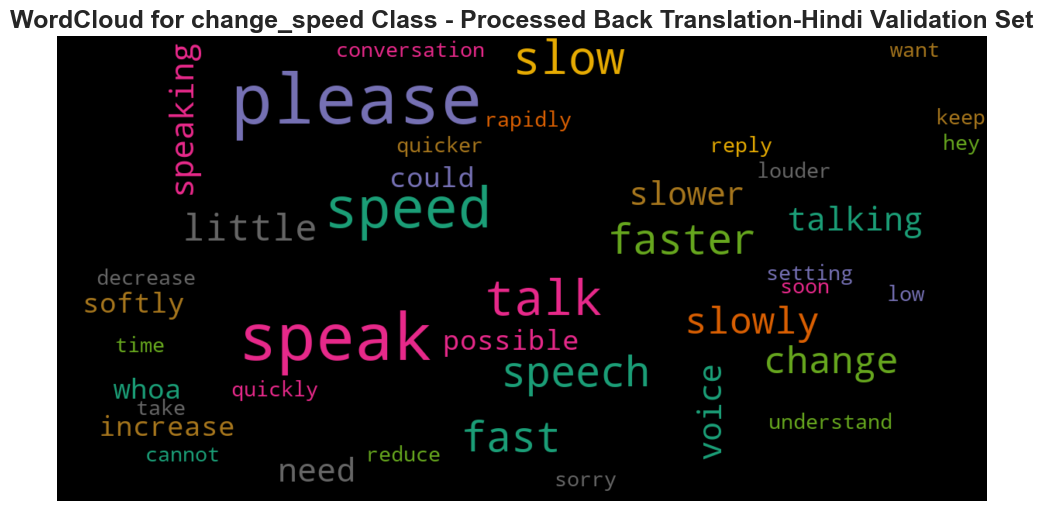 WordCloud for change_speed Class - Processed Back Translation-Hindi Validation Set
conversation
slow
want
speaking
please
rapidly
keep
quicker
reply
hey
louder
could
slower
speed
little
talking
faster
decrease
setting
softly
talk
soon
low
speak
possible
slowly
time
speech
change
whoa
quickly
voice
take
increase
fast
understand
cannot
reduce
need
sorry